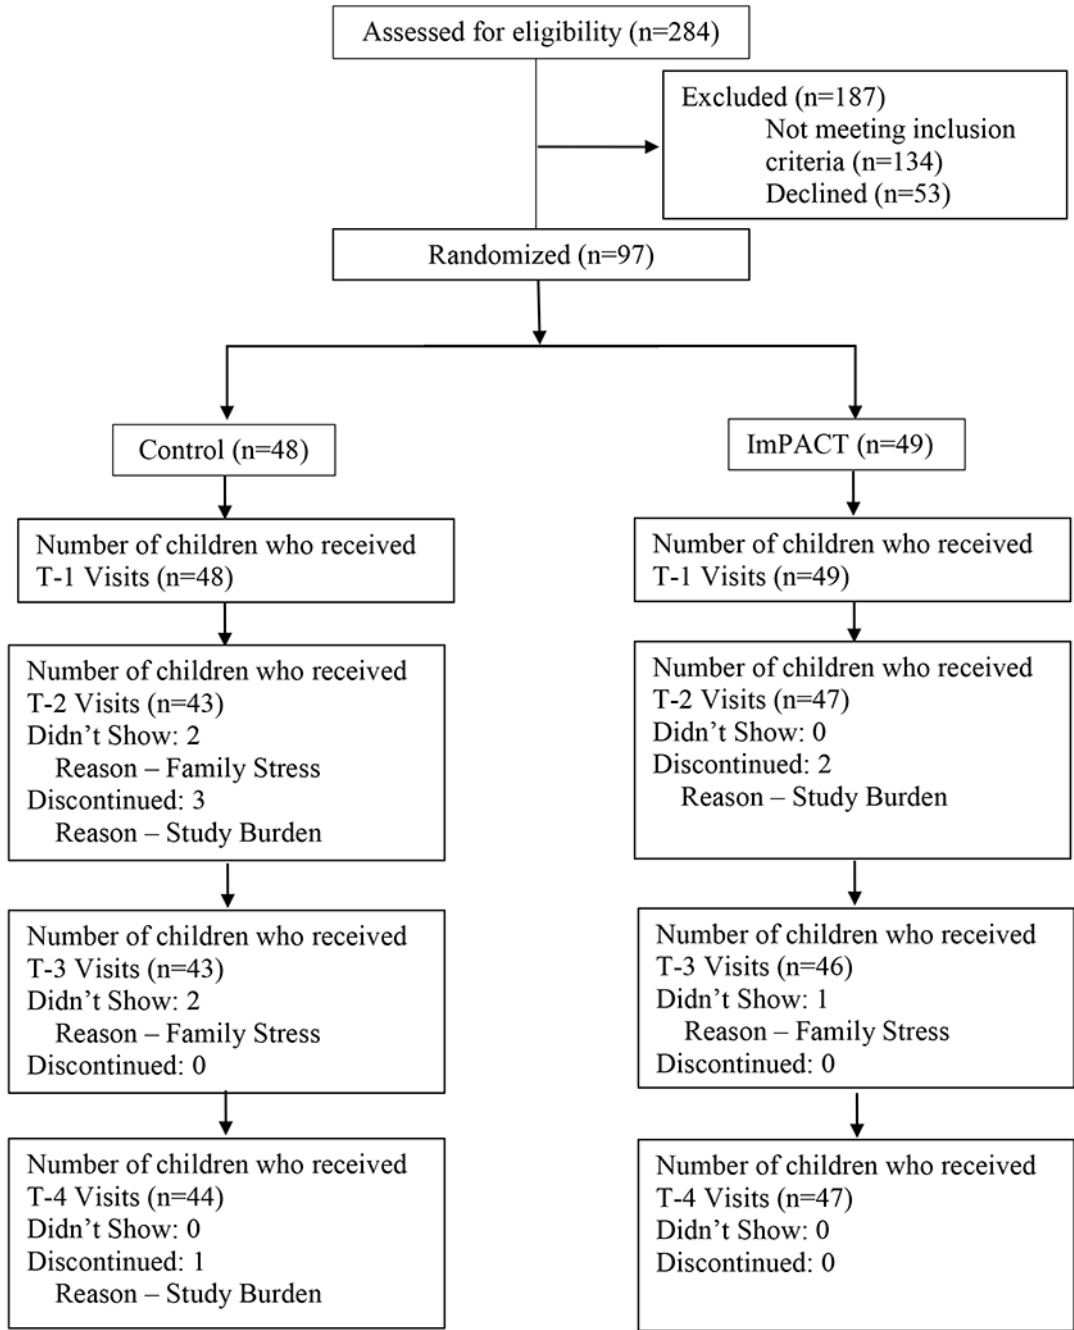 Assessed for eligibility (n=284)
Excluded (n=187)
Not meeting inclusion
criteria (n=134)
Declined (n=53)
Randomized (n=97)
Control (n=48)
ImPACT (n=49)
Number of children who received
T-1 Visits (n=48)
Number of children who received
T-1 Visits (n=49)
Number of children who received
T-2 Visits (n=43)
Didn’t Show: 2
Reason – Family Stress
Discontinued: 3
Reason – Study Burden
Number of children who received
T-2 Visits (n=47)
Didn’t Show: 0
Discontinued: 2
Reason – Study Burden
Number of children who received
T-3 Visits (n=43)
Didn’t Show: 2
Reason – Family Stress
Discontinued: 0
Number of children who received
T-3 Visits (n=46)
Didn’t Show: 1
Reason – Family Stress
Discontinued: 0
Number of children who received
T-4 Visits (n=44)
Didn’t Show: 0
Discontinued: 1
Reason – Study Burden
Number of children who received
T-4 Visits (n=47)
Didn’t Show: 0
Discontinued: 0